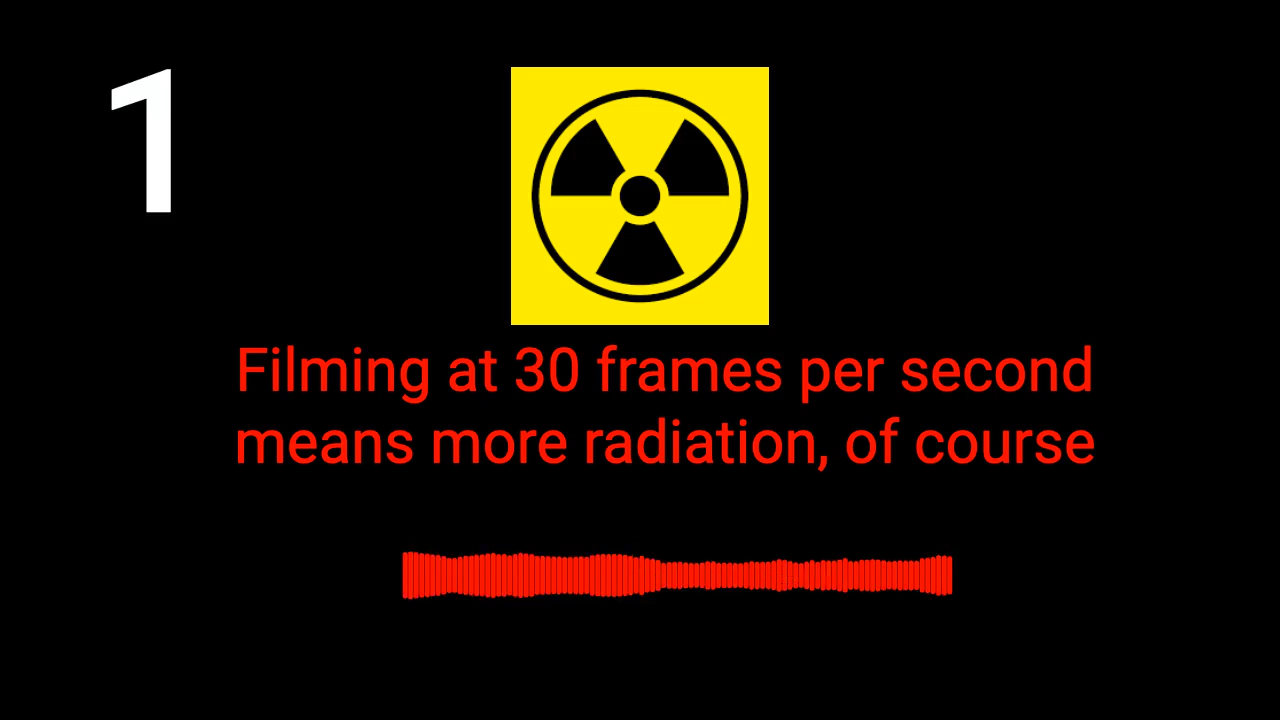 1
Filming at 30 frames per second
means more radiation, of course